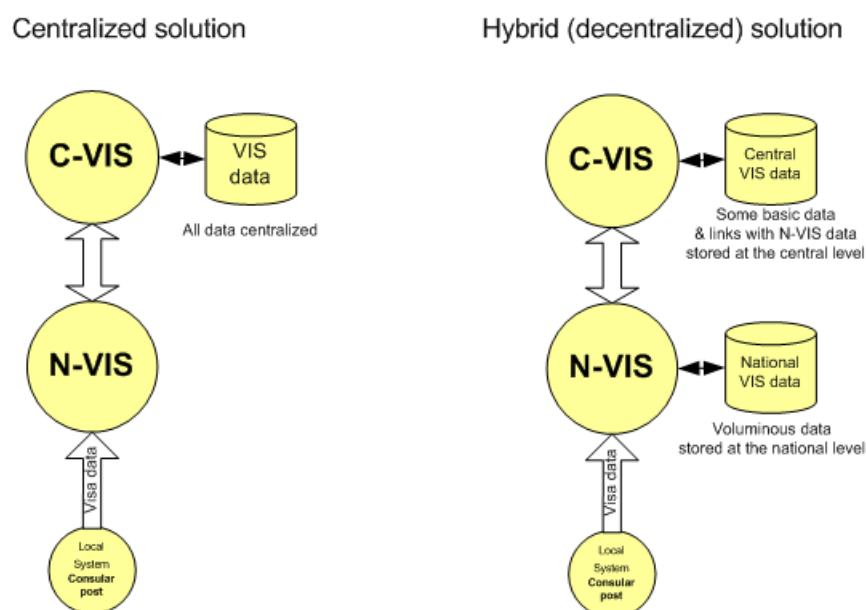 Centralized solution
C-VIS
VIS
data
All data centralized
N-VIS
Visa data
Local
System
Consular
post
Hybrid (decentralized) solution
C-VIS
Central
VIS data
Some basic data
& links with N-VIS data
stored at the central level
N-VIS
National
VIS data
Voluminous data
stored at the national level
Visa data
Local
System
Consular
post